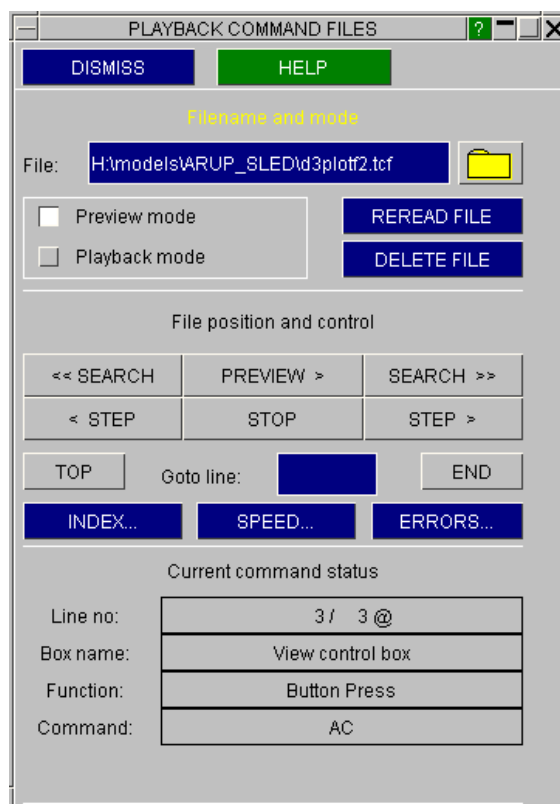 PLAYBACK COMMAND FILES ?
DISMISS HELP
Filename and mode
File: H:\models\ARUP_SLED\d3plotf2.tcf
Preview mode REREAD FILE
Playback mode DELETE FILE
File position and control
<< SEARCH PREVIEW > SEARCH >>
< STEP STOP STEP >
TOP Goto line: END
INDEX... SPEED... ERRORS...
Current command status
Line no: 3 / 3 @
Box name: View control box
Function: Button Press
Command: AC